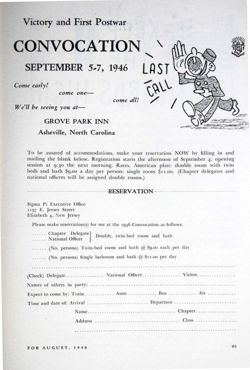 Victory and First Postwar
CONVOCATION
SEPTEMBER 5-7, 1946
LAST
CALL
Come early!
come one—
come all!
We'll be seeing you at—
GROVE PARK INN
Asheville, North Carolina
To be assured of accommodations, make your reservation NOW by filling in and
mailing the blank below. Registration starts the afternoon of September 4; opening
session at 9:30 the next morning. Rates, American plan: double room with twin
beds and bath $9.00 a day per person; single room $11.00. (Chapter delegates and
national officers will be assigned double rooms.)
RESERVATION
Sigma Pi Executive Office
1137 E. Jersey Street
Elizabeth 4, New Jersey
Please make reservation(s) for me at the 1946 Convocation as follows:
Chapter Delegate
National Officer
Double, twin-bed room and bath
(No. persons) Twin-bed room and bath @ $9.00 each per day
(No. persons) Single bedroom and bath @ $11.00 per day
(Check) Delegate National Officer Visitor
Names of others in party:
Expect to come by: Train Auto Bus Air
Time and date of: Arrival Departure
Name Chapter
Address Class
FOR AUGUST, 1946